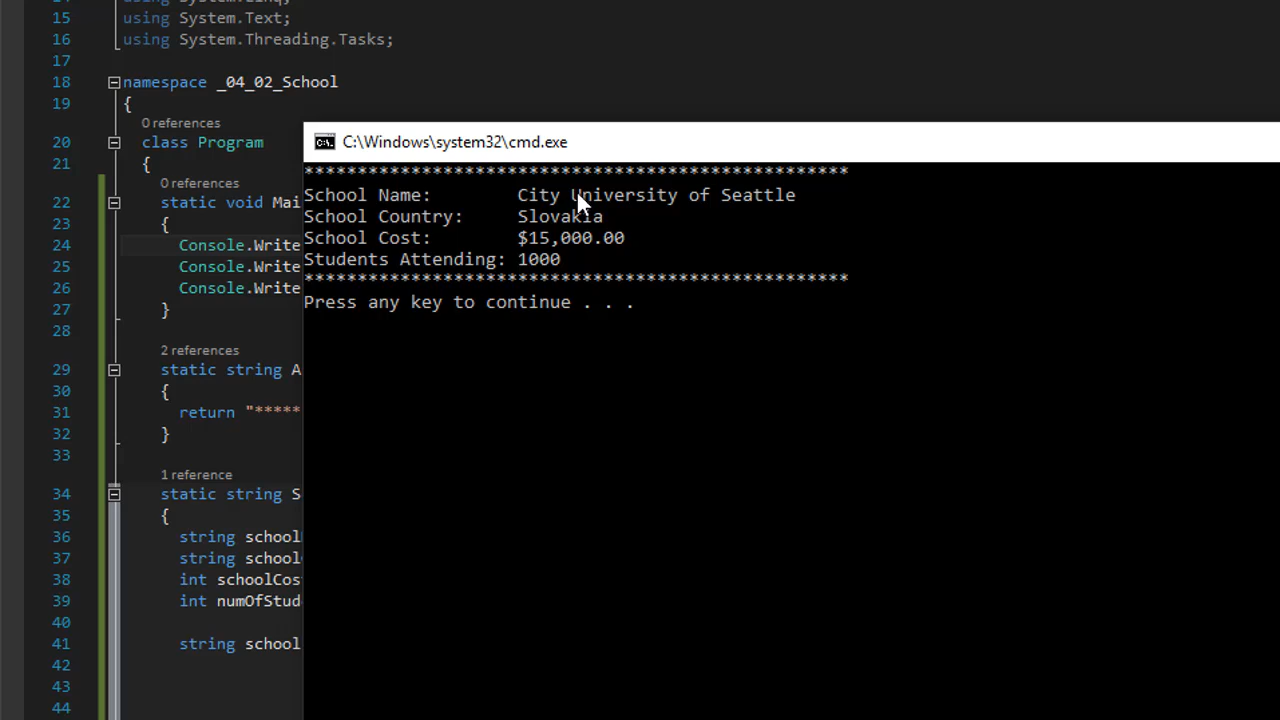 15 using System.Text;
16 using System.Threading.Tasks;
17
18 namespace _04_02_School
19 {
0 references
20 class Program
21 {
0 references
22 static void Mai
23 {
24 Console.Write
25 Console.Write
26 Console.Write
27 }
28
2 references
29 static string A
30 {
31 return "*****
32 }
33
1 reference
34 static string S
35 {
36 string school
37 string school
38 int schoolCos
39 int numOfStud
40
41 string school
42
43
44
C:\Windows\system32\cmd.exe
***************************************************
School Name: City University of Seattle
School Country: Slovakia
School Cost: $15,000.00
Students Attending: 1000
***************************************************
Press any key to continue . . .